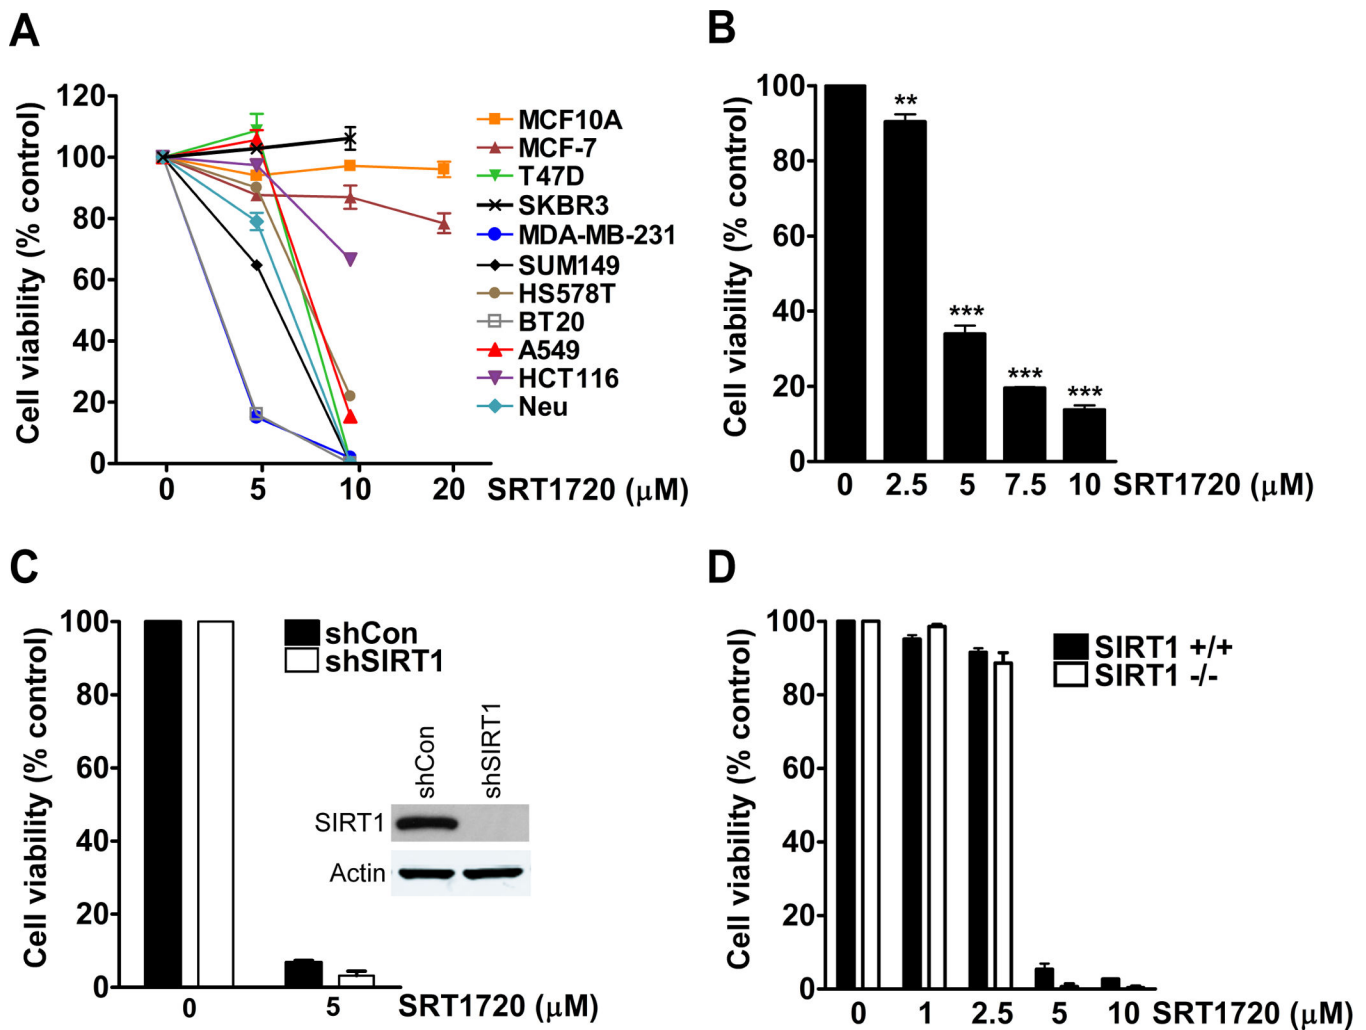 A
Cell viability (% control)
120
100
80
60
40
20
0
0 5 10 20 SRT1720 (μM)
MCF10A
MCF-7
T47D
SKBR3
MDA-MB-231
SUM149
HS578T
BT20
A549
HCT116
Neu
B
Cell viability (% control)
100
80
60
40
20
0
**
***
***
***
0 2.5 5 7.5 10 SRT1720 (μM)
C
Cell viability (% control)
100
80
60
40
20
0
shCon
shSIRT1
shCon
shSIRT1
SIRT1
Actin
0 5 SRT1720 (μM)
D
Cell viability (% control)
100
80
60
40
20
0
SIRT1 +/+
SIRT1 -/-
0 1 2.5 5 10 SRT1720 (μM)